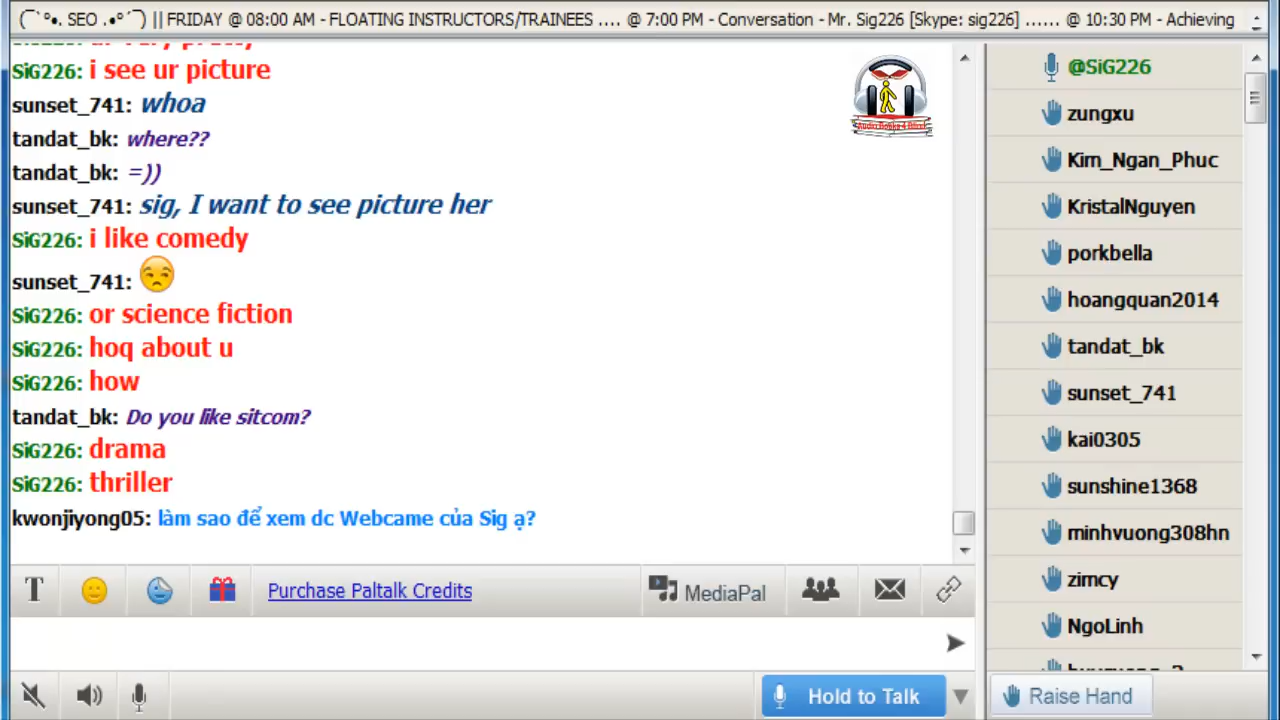 (¯`°•. SEO .•°´¯) || FRIDAY @ 08:00 AM - FLOATING INSTRUCTORS/TRAINEES .... @ 7:00 PM - Conversation - Mr. Sig226 [Skype: sig226] ...... @ 10:30 PM - Achieving
SiG226: i see ur picture
sunset_741: whoa
tandat_bk: where??
tandat_bk: =))
sunset_741: sig, I want to see picture her
SiG226: i like comedy
sunset_741:
SiG226: or science fiction
SiG226: hoq about u
SiG226: how
tandat_bk: Do you like sitcom?
SiG226: drama
SiG226: thriller
kwonjiyong05: làm sao để xem dc Webcame của Sig ạ?
T
Purchase Paltalk Credits
MediaPal
Hold to Talk
@SiG226
zungxu
Kim_Ngan_Phuc
KristalNguyen
porkbella
hoangquan2014
tandat_bk
sunset_741
kai0305
sunshine1368
minhvuong308hn
zimcy
NgoLinh
Raise Hand